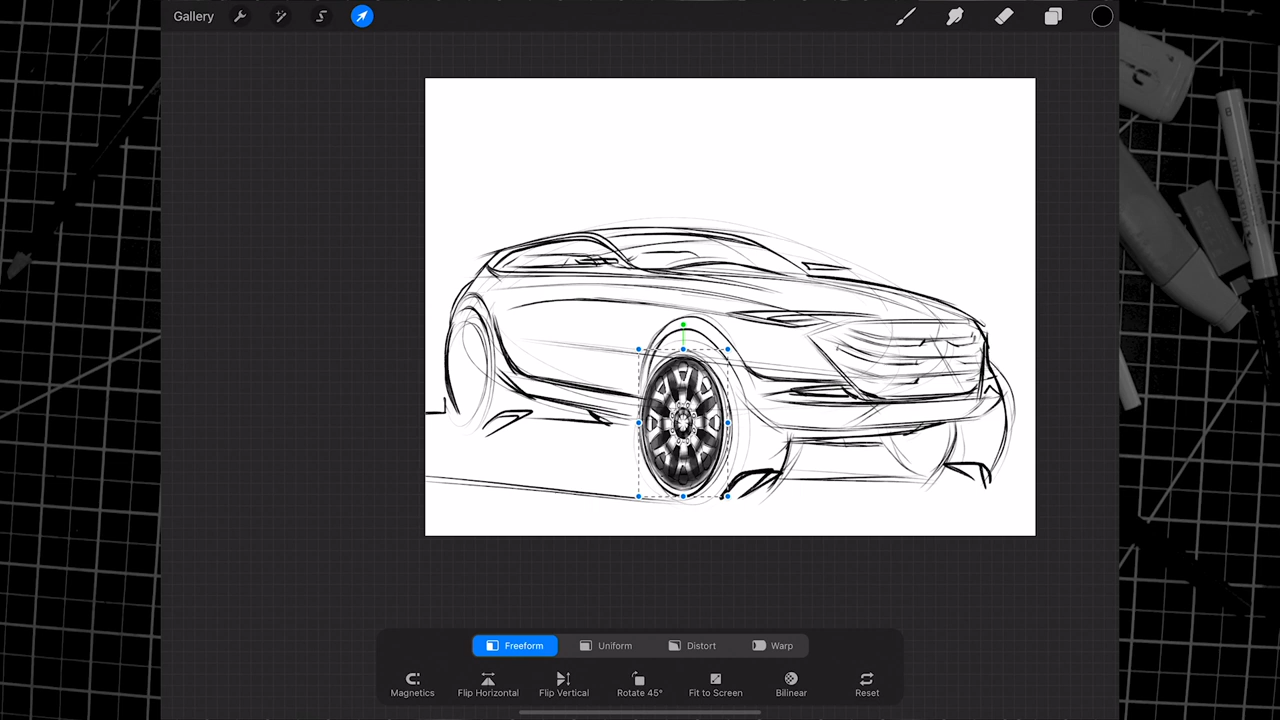 Gallery
Freeform Uniform Distort Warp
Magnetics Flip Horizontal Flip Vertical Rotate 45° Fit to Screen Bilinear Reset